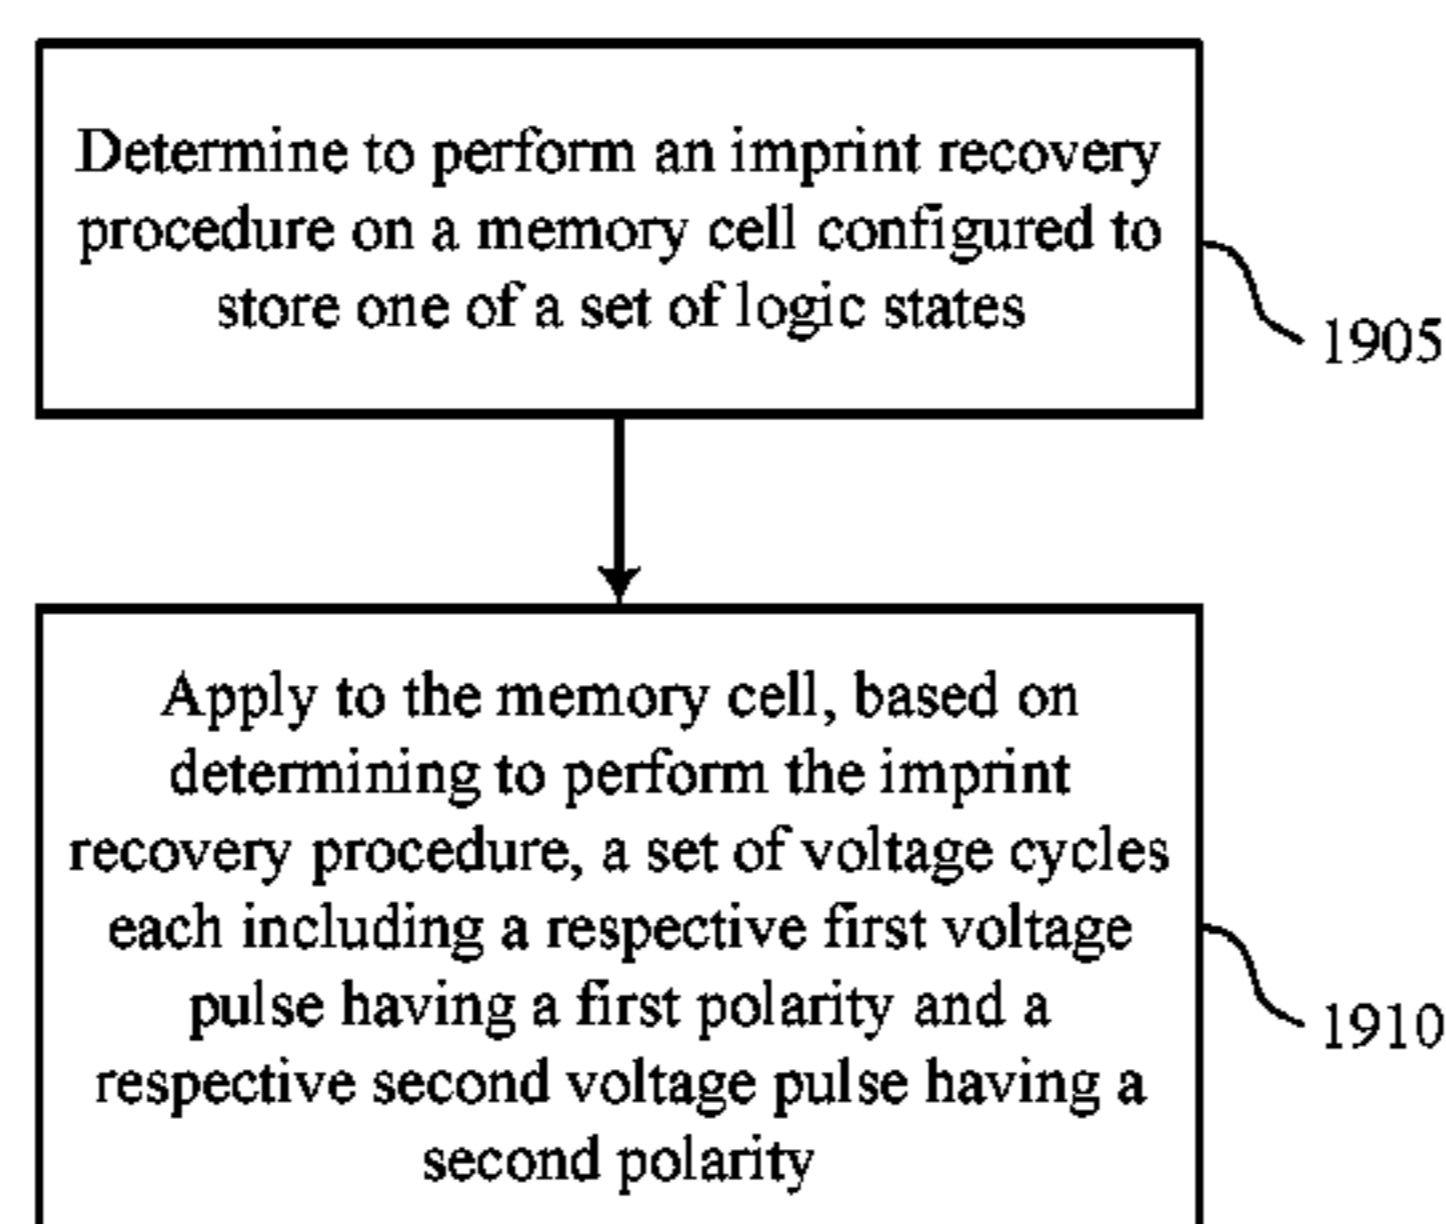 Determine to perform an imprint recovery
procedure on a memory cell configured to
store one of a set of logic states
1905
Apply to the memory cell, based on
determining to perform the imprint
recovery procedure, a set of voltage cycles
each including a respective first voltage
pulse having a first polarity and a
respective second voltage pulse having a
second polarity
1910